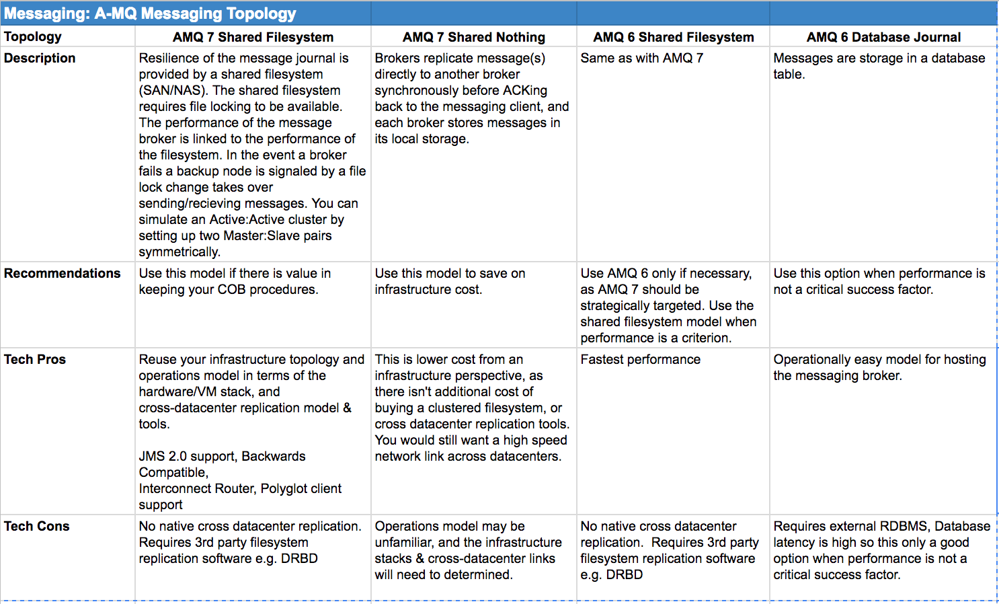 Messaging: A-MQ Messaging Topology
Topology
AMQ 7 Shared Filesystem
AMQ 7 Shared Nothing
AMQ 6 Shared Filesystem
AMQ 6 Database Journal
Description
Resilience of the message journal is
provided by a shared filesystem
(SAN/NAS). The shared filesystem
requires file locking to be available.
The performance of the message
broker is linked to the performance of
the filesystem. In the event a broker
fails a backup node is signaled by a file
lock change takes over
sending/recieving messages. You can
simulate an Active:Active cluster by
setting up two Master:Slave pairs
symmetrically.
Brokers replicate message(s)
directly to another broker
synchronously before ACKing
back to the messaging client, and
each broker stores messages in
its local storage.
Same as with AMQ 7
Messages are storage in a database
table.
Recommendations
Use this model if there is value in
keeping your COB procedures.
Use this model to save on
infrastructure cost.
Use AMQ 6 only if necessary,
as AMQ 7 should be
strategically targeted. Use the
shared filesystem model when
performance is a criterion.
Use this option when performance is
not a critical success factor.
Tech Pros
Reuse your infrastructure topology and
operations model in terms of the
hardware/VM stack, and
cross-datacenter replication model &
tools.
JMS 2.0 support, Backwards
Compatible,
Interconnect Router, Polyglot client
support
This is lower cost from an
infrastructure perspective, as
there isn't additional cost of
buying a clustered filesystem, or
cross datacenter replication tools.
You would still want a high speed
network link across datacenters.
Fastest performance
Operationally easy model for hosting
the messaging broker.
Tech Cons
No native cross datacenter replication.
Requires 3rd party filesystem
replication software e.g. DRBD
Operations model may be
unfamiliar, and the infrastructure
stacks & cross-datacenter links
will need to determined.
No native cross datacenter
replication.  Requires 3rd party
filesystem replication software
e.g. DRBD
Requires external RDBMS, Database
latency is high so this only a good
option when performance is not a
critical success factor.